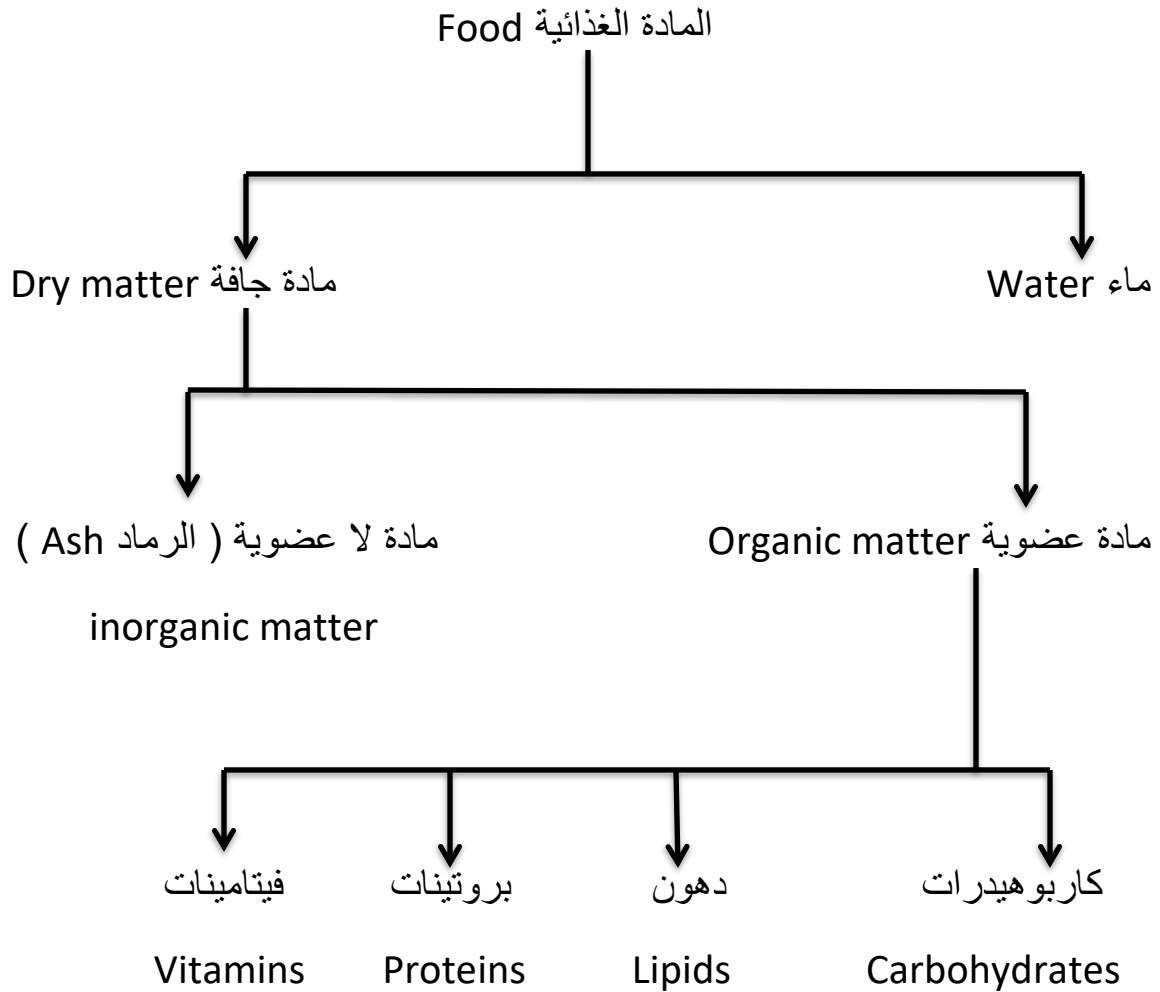 المادة الغذائية Food
مادة جافة Dry matter
ماء Water
مادة لا عضوية ( الرماد Ash )
inorganic matter
مادة عضوية Organic matter
كاربوهيدرات
دهون
بروتينات
فيتامينات
Carbohydrates
Lipids
Proteins
Vitamins